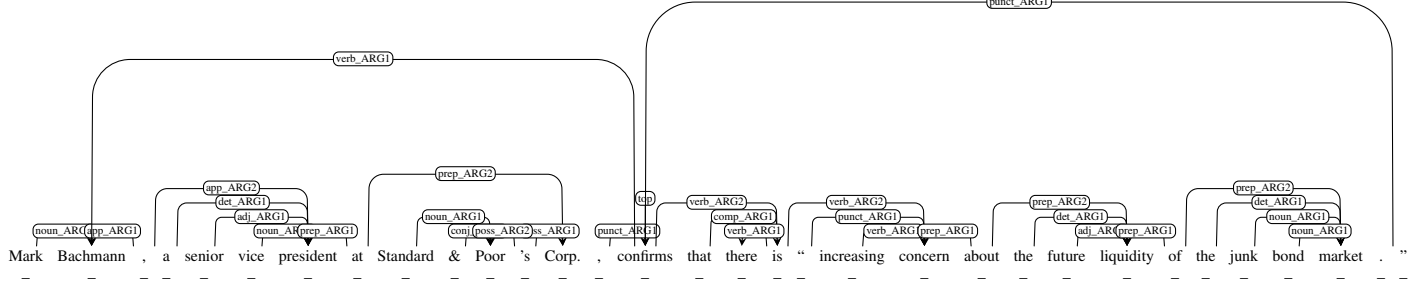 punct_ARG1
verb_ARG1
prep_ARG2
app_ARG2 prep_ARG2
top
det_ARG1 verb_ARG2 verb_ARG2 prep_ARG2 det_ARG1
adj_ARG1 noun_ARG1 comp_ARG1 punct_ARG1 det_ARG1 noun_ARG1
app_ARG1 prep_ARG1 poss_ARG2 punct_ARG1 verb_ARG1 prep_ARG1 prep_ARG1 noun_ARG1
Mark Bachmann , a senior vice president at Standard & Poor 's Corp. , confirms that there is “ increasing concern about the future liquidity of the junk bond market . ”
_ _ _ _ _ _ _ _ _ _ _ _ _ _ _ _ _ _ _ _ _ _ _ _ _ _ _ _ _ _ _ _